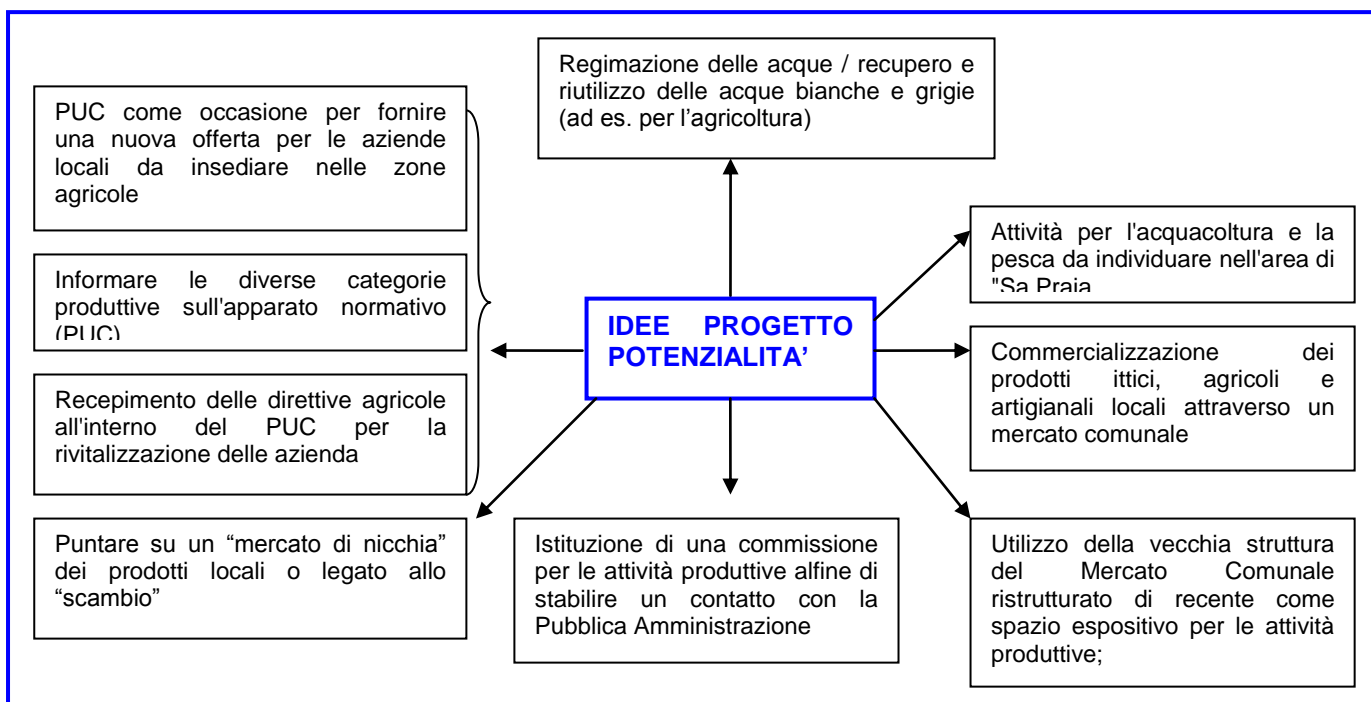 Regimazione delle acque / recupero e
riutilizzo delle acque bianche e grigie
(ad es. per l’agricoltura)
PUC come occasione per fornire
una nuova offerta per le aziende
locali da insediare nelle zone
agricole
Informare le diverse categorie
produttive sull'apparato normativo
(PUC)
Recepimento delle direttive agricole
all'interno del PUC per la
rivitalizzazione delle azienda
Puntare su un “mercato di nicchia”
dei prodotti locali o legato allo
“scambio”
IDEE PROGETTO
POTENZIALITA’
Istituzione di una commissione
per le attività produttive alfine di
stabilire un contatto con la
Pubblica Amministrazione
Attività per l'acquacoltura e la
pesca da individuare nell'area di
"Sa Praia
Commercializzazione dei
prodotti ittici, agricoli e
artigianali locali attraverso un
mercato comunale
Utilizzo della vecchia struttura
del Mercato Comunale
ristrutturato di recente come
spazio espositivo per le attività
produttive;